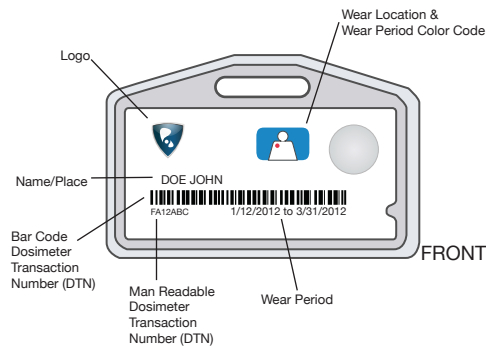 Wear Location &
Wear Period Color Code
Logo
Name/Place
DOE JOHN
FA12ABC
1/12/2012 to 3/31/2012
Bar Code
Dosimeter
Transaction
Number (DTN)
FRONT
Man Readable
Dosimeter
Transaction
Number (DTN)
Wear Period